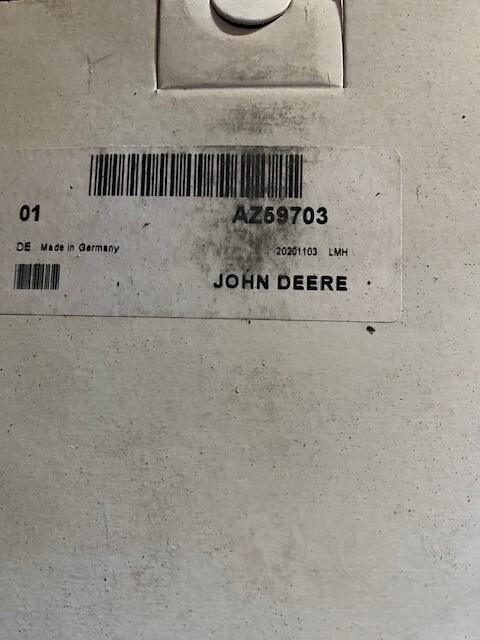 01 AZ59703
DE Made in Germany 20201103 LMH
JOHN DEERE